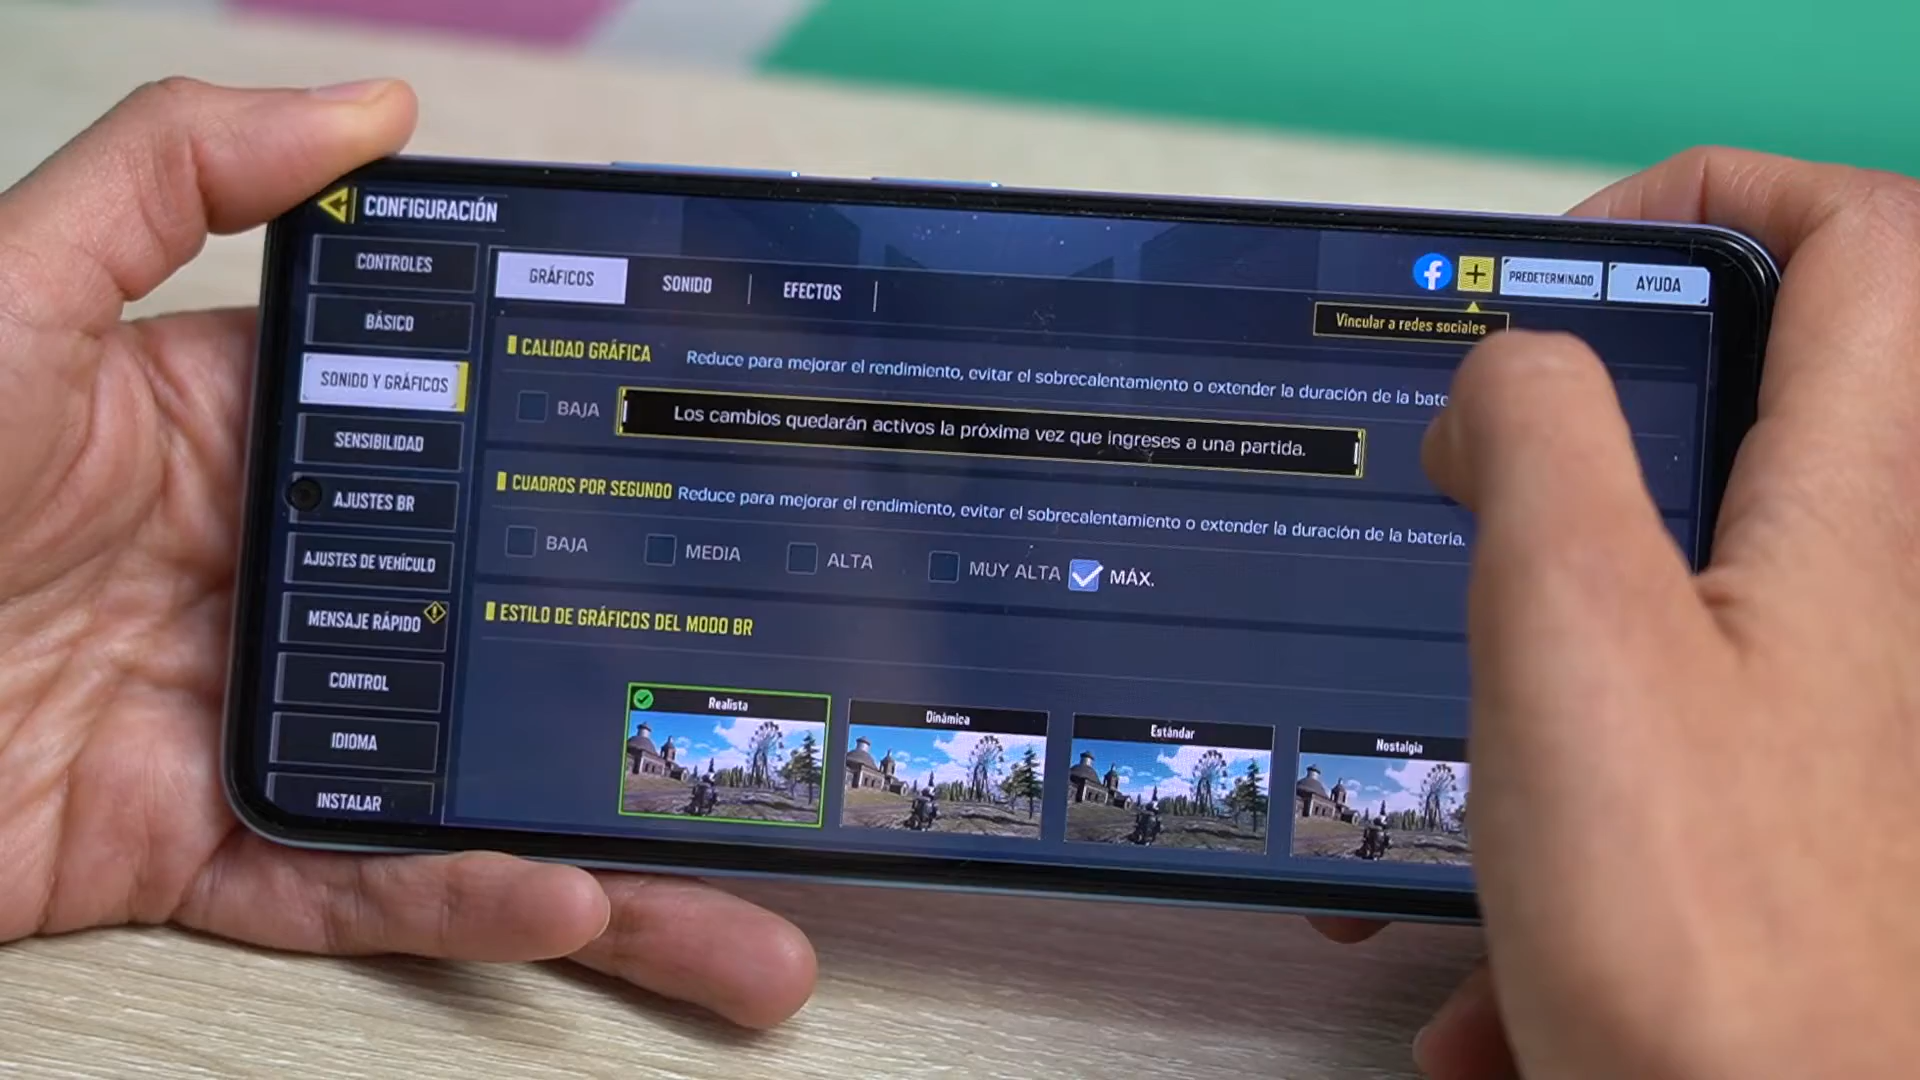 CONFIGURACIÓN
CONTROLES
BÁSICO
SONIDO Y GRÁFICOS
SENSIBILIDAD
AJUSTES BR
AJUSTES DE VEHÍCULO
MENSAJE RÁPIDO
CONTROL
IDIOMA
INSTALAR
GRÁFICOS
SONIDO
EFECTOS
PREDETERMINADO
AYUDA
Vincular a redes sociales
CALIDAD GRÁFICA
Reduce para mejorar el rendimiento, evitar el sobrecalentamiento o extender la duración de la bate
BAJA
Los cambios quedarán activos la próxima vez que ingreses a una partida.
CUADROS POR SEGUNDO
Reduce para mejorar el rendimiento, evitar el sobrecalentamiento o extender la duración de la batería.
BAJA
MEDIA
ALTA
MUY ALTA
MÁX.
ESTILO DE GRÁFICOS DEL MODO BR
Realista
Dinámica
Estándar
Nostalgia